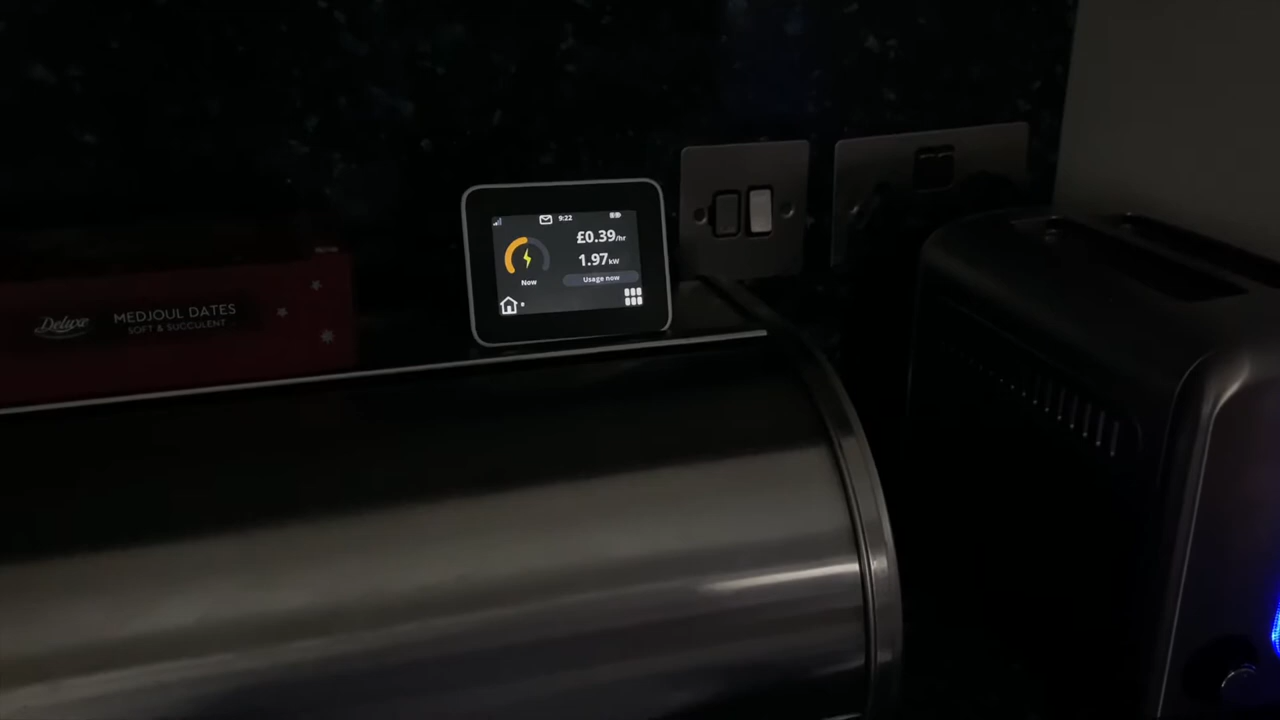 9:22
£0.39/hr
1.97kW
Now
Usage now
Deluxe
MEDJOUL DATES
SOFT & SUCCULENT